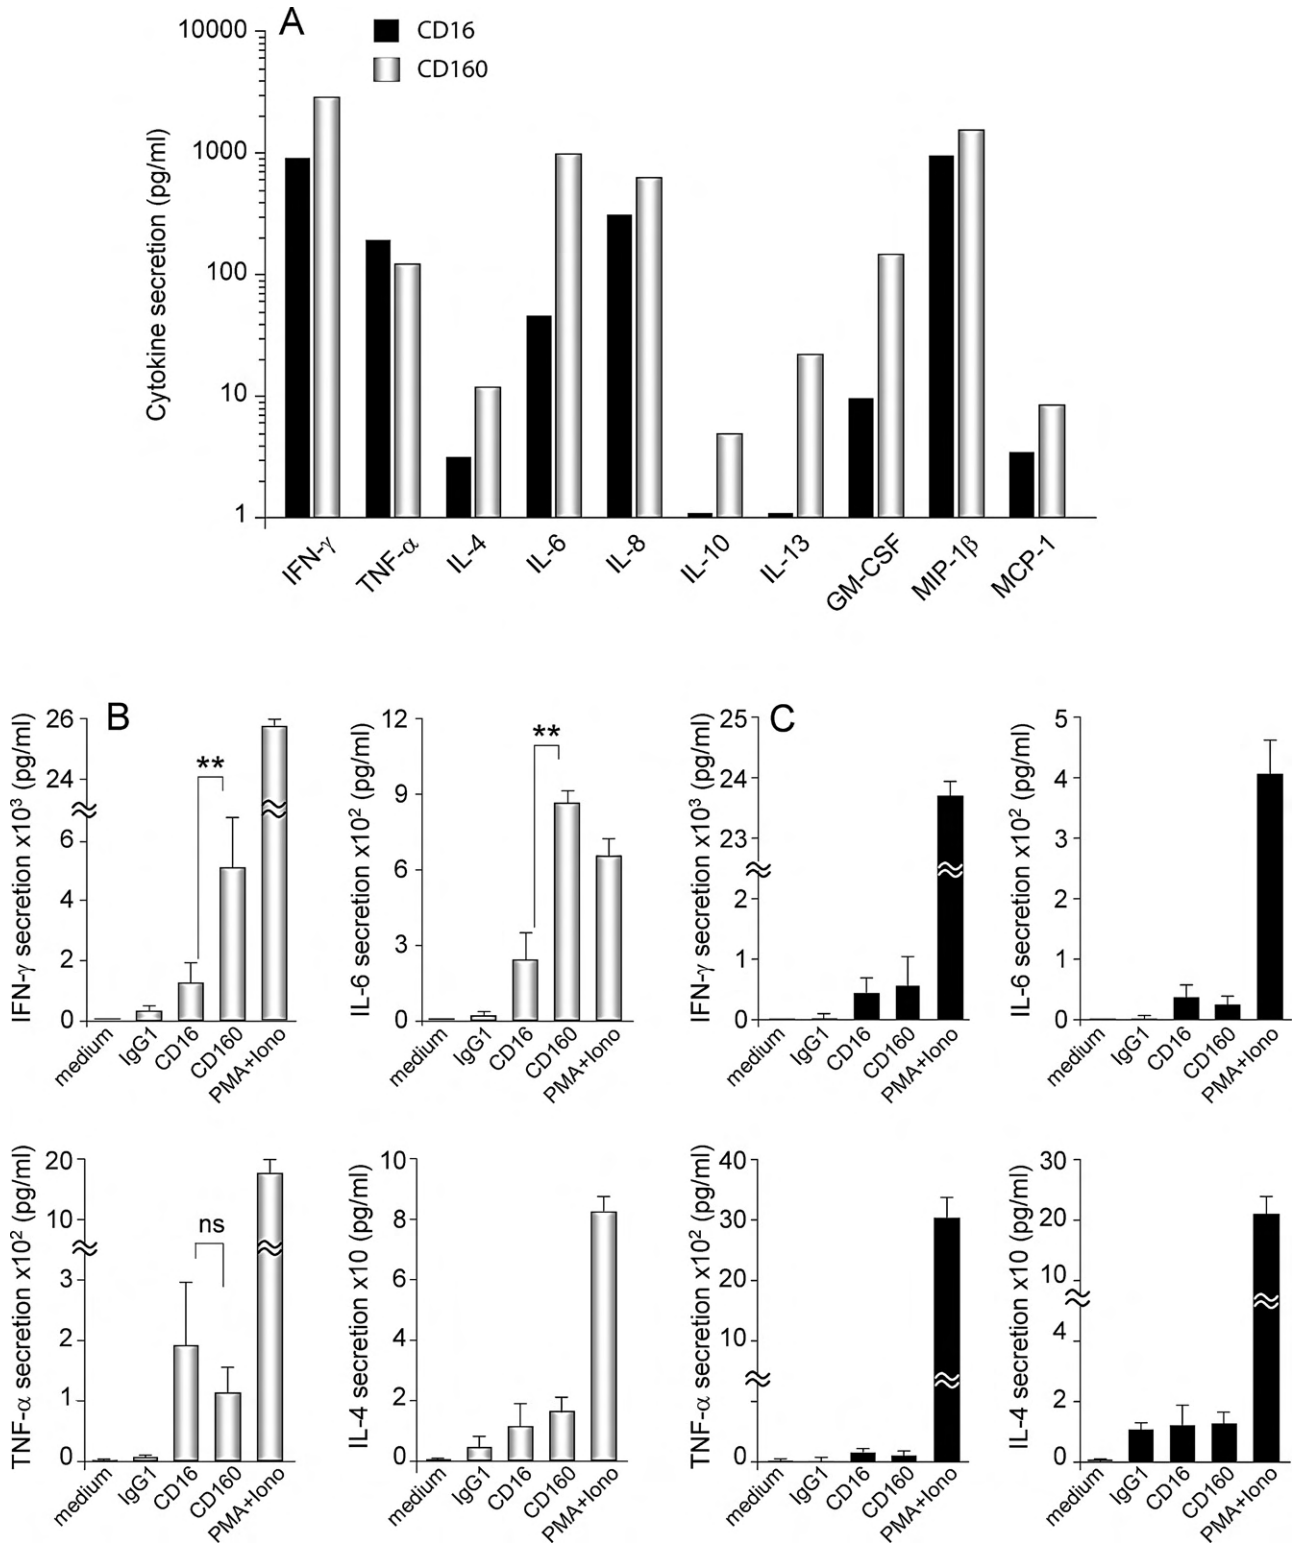 A
CD16
CD160
Cytokine secretion (pg/ml)
10000
1000
100
10
1
IFN-γ
TNF-α
IL-4
IL-6
IL-8
IL-10
IL-13
GM-CSF
MIP-1β
MCP-1
B
IFN-γ secretion x10³ (pg/ml)
26
24
6
4
2
0
**
medium
IgG1
CD16
CD160
PMA+Iono
IL-6 secretion x10² (pg/ml)
12
9
6
3
0
**
medium
IgG1
CD16
CD160
PMA+Iono
C
IFN-γ secretion x10³ (pg/ml)
25
24
23
2
1
0
medium
IgG1
CD16
CD160
PMA+Iono
IL-6 secretion x10² (pg/ml)
5
4
3
2
1
0
medium
IgG1
CD16
CD160
PMA+Iono
TNF-α secretion x10² (pg/ml)
20
10
3
2
1
0
ns
medium
IgG1
CD16
CD160
PMA+Iono
IL-4 secretion x10 (pg/ml)
10
8
6
4
2
0
medium
IgG1
CD16
CD160
PMA+Iono
TNF-α secretion x10² (pg/ml)
40
30
20
10
0
medium
IgG1
CD16
CD160
PMA+Iono
IL-4 secretion x10 (pg/ml)
30
20
10
4
2
0
medium
IgG1
CD16
CD160
PMA+Iono